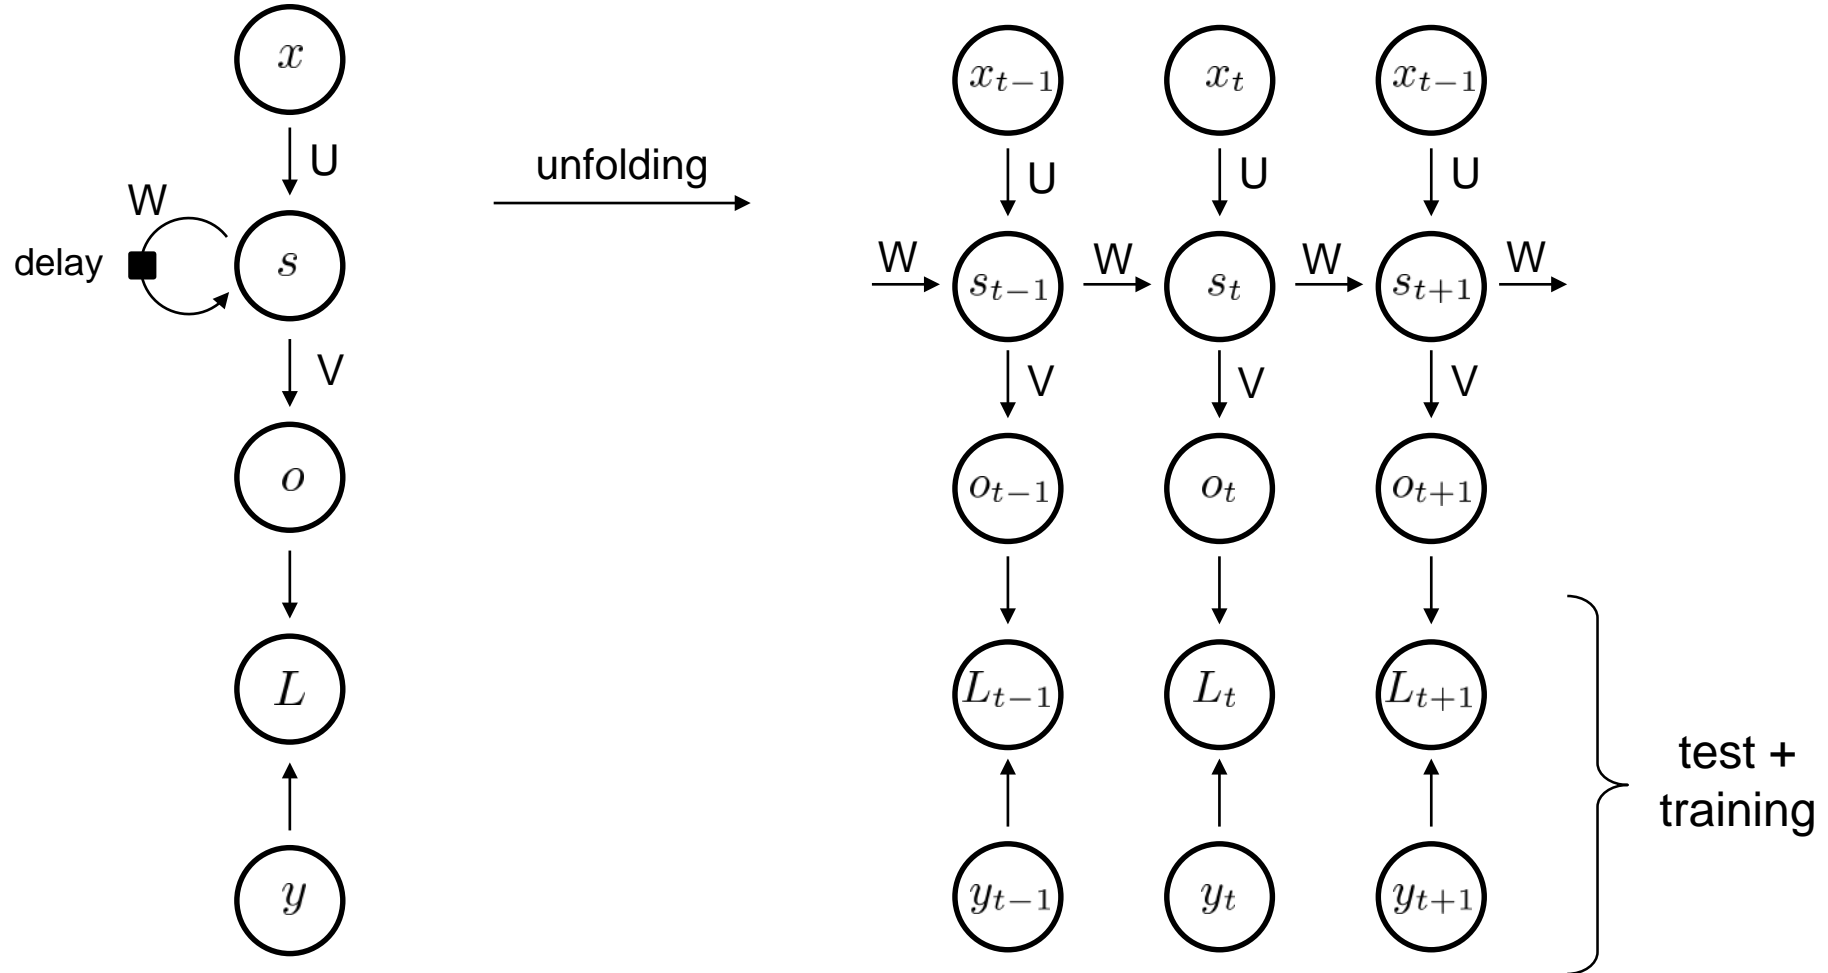 x
U
W
delay
s
V
o
L
y
unfolding
x_{t-1} x_t x_{t-1}
U U U
W s_{t-1} W s_t W s_{t+1} W
V V V
o_{t-1} o_t o_{t+1}
L_{t-1} L_t L_{t+1}
y_{t-1} y_t y_{t+1}
test +
training